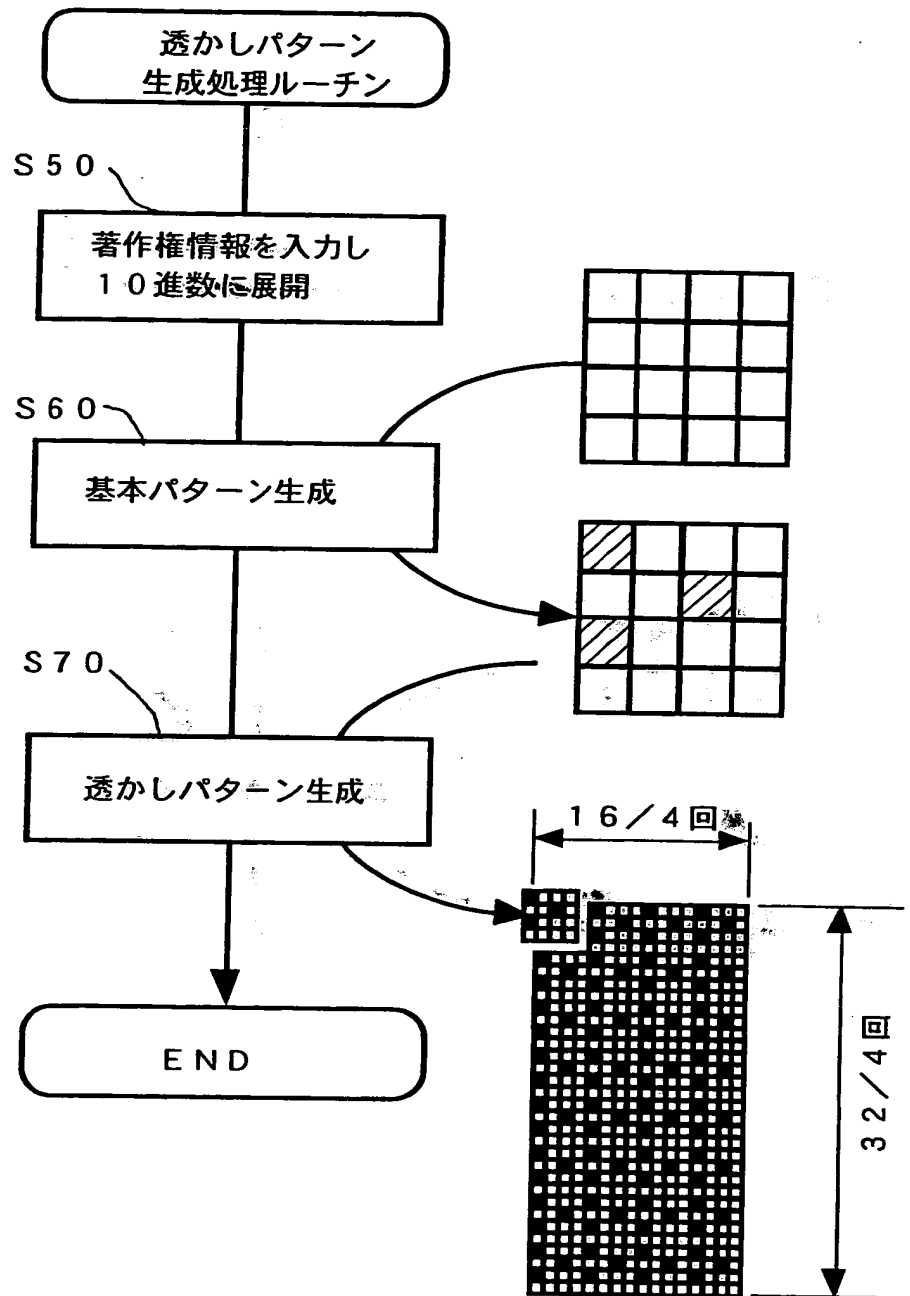 透かしパターン
生成処理ルーチン
S50
著作権情報を入力し
10進数に展開
S60
基本パターン生成
S70
透かしパターン生成
16/4回
32/4回
END